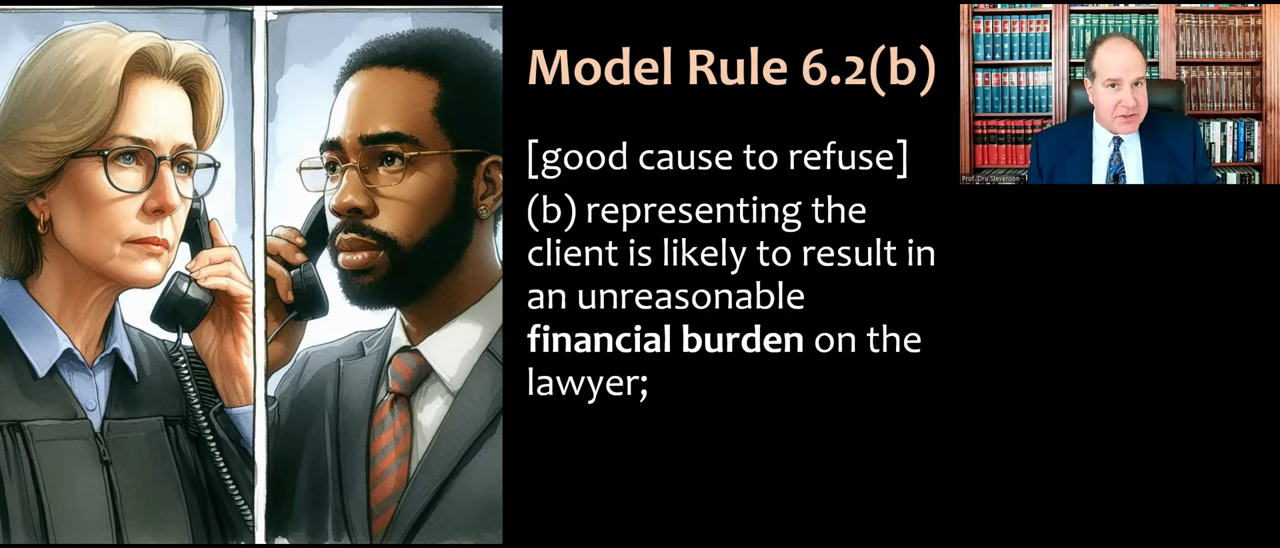 Model Rule 6.2(b)
[good cause to refuse]
(b) representing the
client is likely to result in
an unreasonable
financial burden on the
lawyer;
Prof. Dru Stevenson